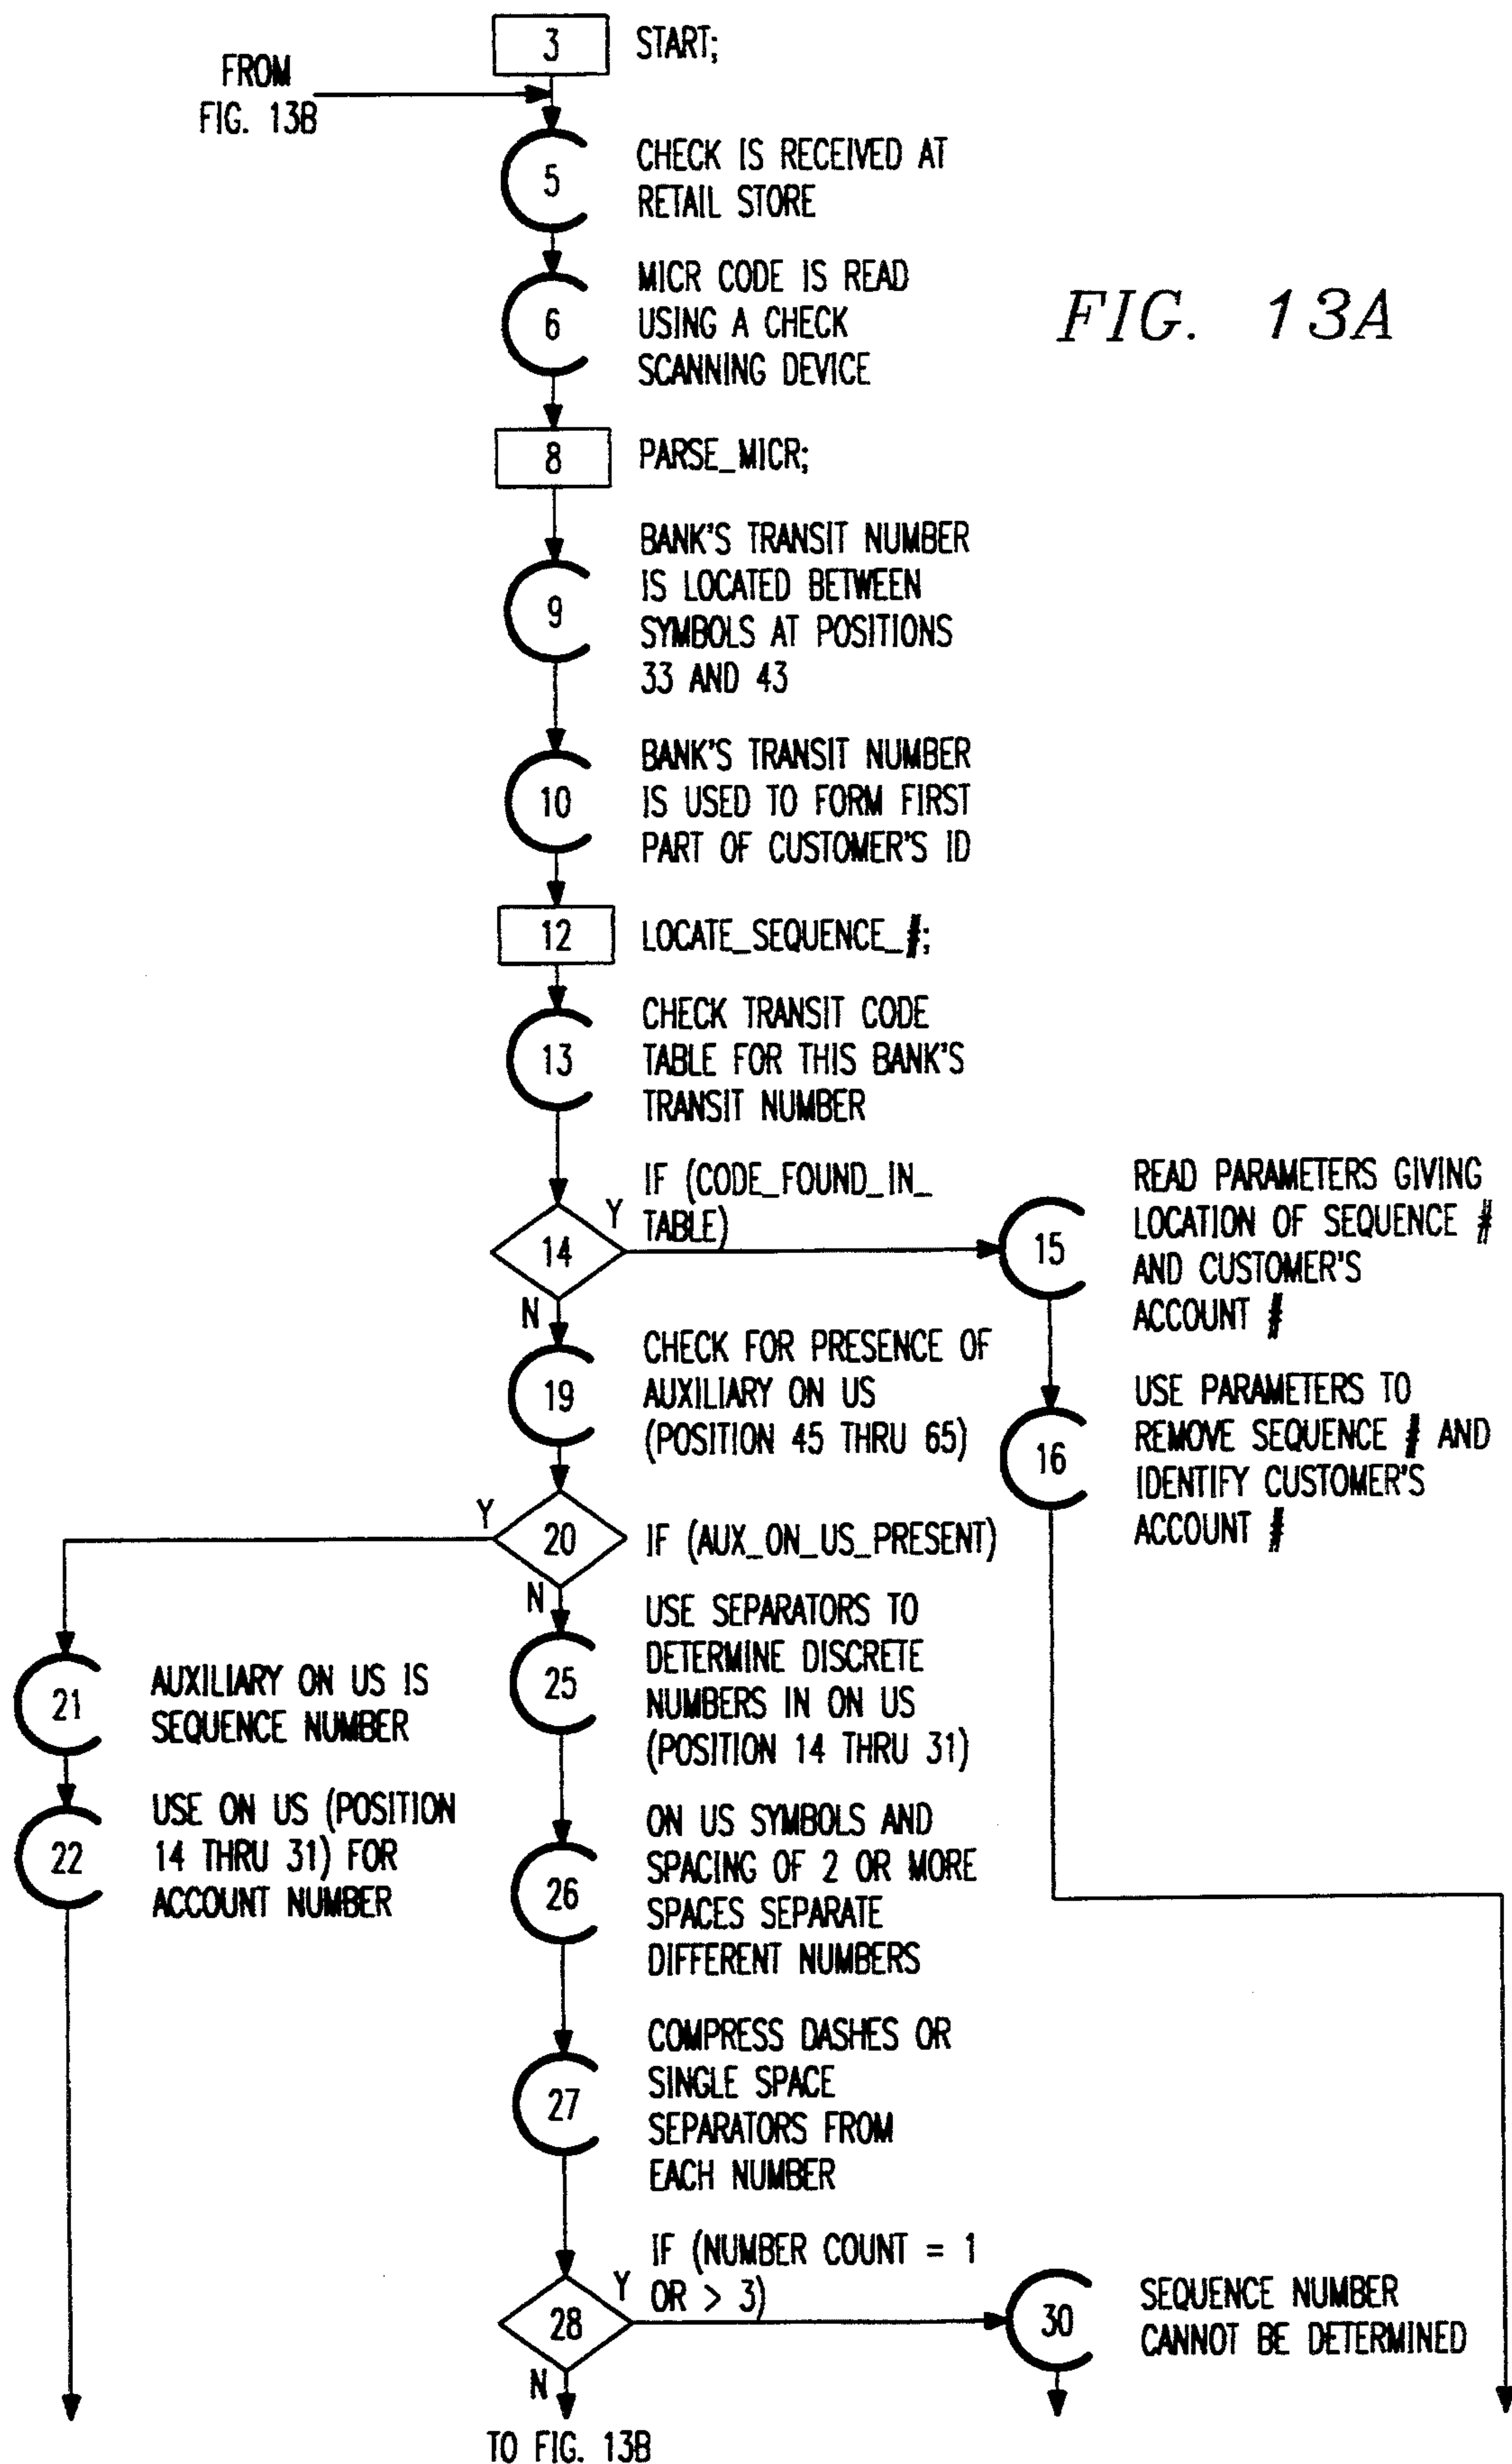 3 START;
FROM
FIG. 13B
5 CHECK IS RECEIVED AT
RETAIL STORE
6 MICR CODE IS READ
USING A CHECK
SCANNING DEVICE
FIG. 13A
8 PARSE_MICR;
9 BANK'S TRANSIT NUMBER
IS LOCATED BETWEEN
SYMBOLS AT POSITIONS
33 AND 43
10 BANK'S TRANSIT NUMBER
IS USED TO FORM FIRST
PART OF CUSTOMER'S ID
12 LOCATE_SEQUENCE_#;
13 CHECK TRANSIT CODE
TABLE FOR THIS BANK'S
TRANSIT NUMBER
14 Y IF (CODE_FOUND_IN_
TABLE)
N
15 READ PARAMETERS GIVING
LOCATION OF SEQUENCE #
AND CUSTOMER'S
ACCOUNT #
16 USE PARAMETERS TO
REMOVE SEQUENCE # AND
IDENTIFY CUSTOMER'S
ACCOUNT #
19 CHECK FOR PRESENCE OF
AUXILIARY ON US
(POSITION 45 THRU 65)
Y 20 IF (AUX_ON_US_PRESENT)
N
21 AUXILIARY ON US IS
SEQUENCE NUMBER
22 USE ON US (POSITION
14 THRU 31) FOR
ACCOUNT NUMBER
25 USE SEPARATORS TO
DETERMINE DISCRETE
NUMBERS IN ON US
(POSITION 14 THRU 31)
26 ON US SYMBOLS AND
SPACING OF 2 OR MORE
SPACES SEPARATE
DIFFERENT NUMBERS
27 COMPRESS DASHES OR
SINGLE SPACE
SEPARATORS FROM
EACH NUMBER
28 Y IF (NUMBER COUNT = 1
OR > 3)
N
30 SEQUENCE NUMBER
CANNOT BE DETERMINED
TO FIG. 13B